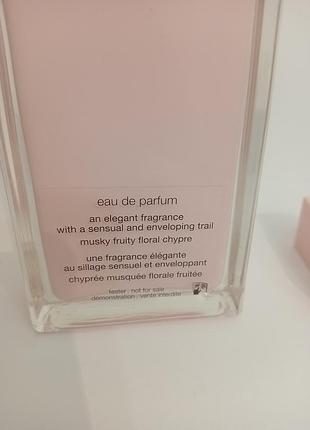 eau de parfum
an elegant fragrance
with a sensual and enveloping trail
musky fruity floral chypre
une fragrance élégante
au sillage sensuel et enveloppant
chyprée musquée florale fruitée
tester . not for sale
démonstration . vente interdite